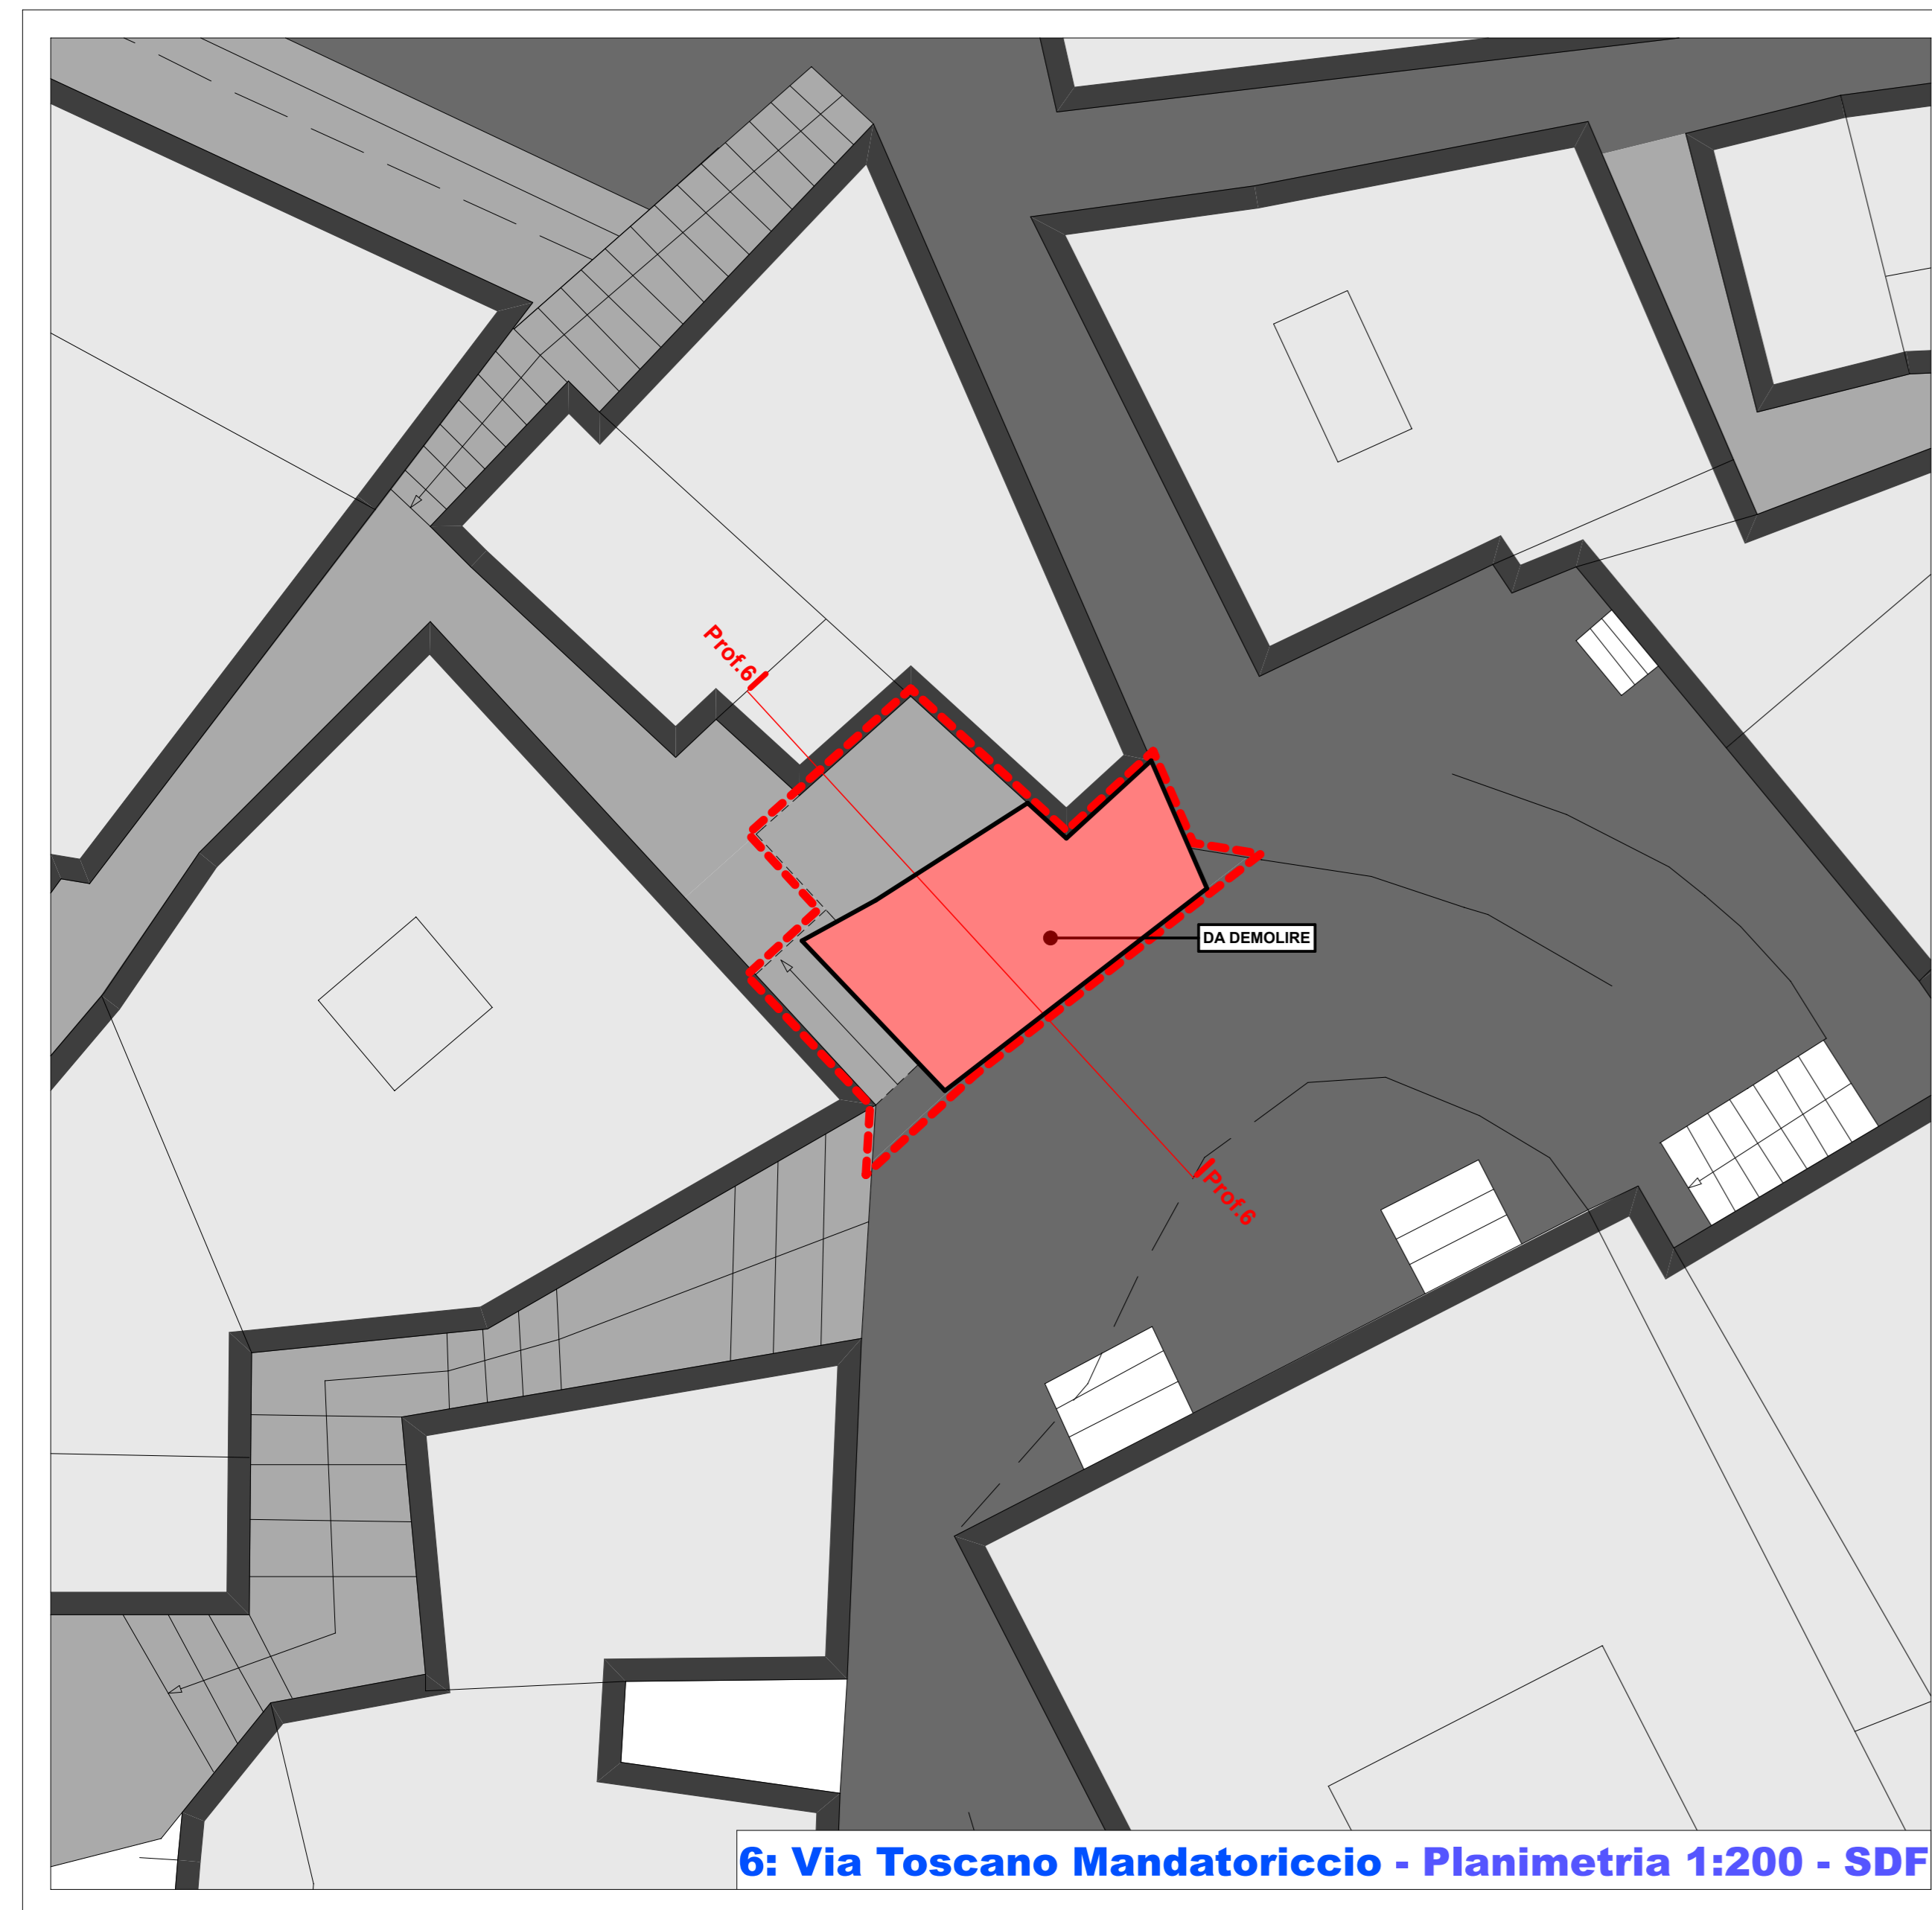 Prof.6
DA DEMOLIRE
Prof.6
6: Via Toscano Mandatoriccio - Planimetria 1:200 - SDF